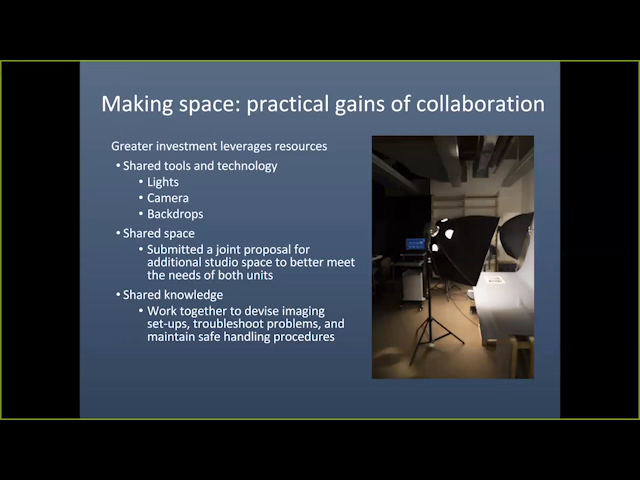 Making space: practical gains of collaboration
Greater investment leverages resources
• Shared tools and technology
• Lights
• Camera
• Backdrops
• Shared space
• Submitted a joint proposal for
additional studio space to better meet
the needs of both units
• Shared knowledge
• Work together to devise imaging
set-ups, troubleshoot problems, and
maintain safe handling procedures